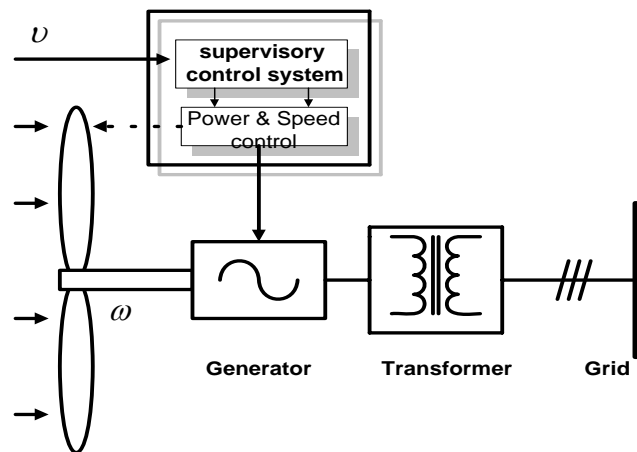 υ
supervisory
control system
Power & Speed
control
ω
Generator Transformer Grid